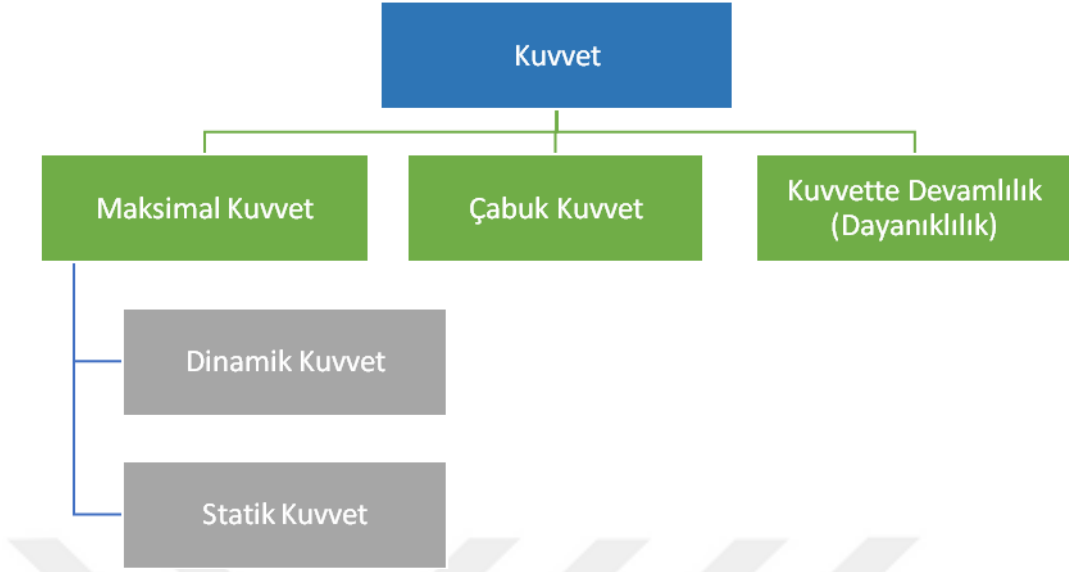 Kuvvet
Maksimal Kuvvet
Çabuk Kuvvet
Kuvvette Devamlılık
(Dayanıklılık)
Dinamik Kuvvet
Statik Kuvvet